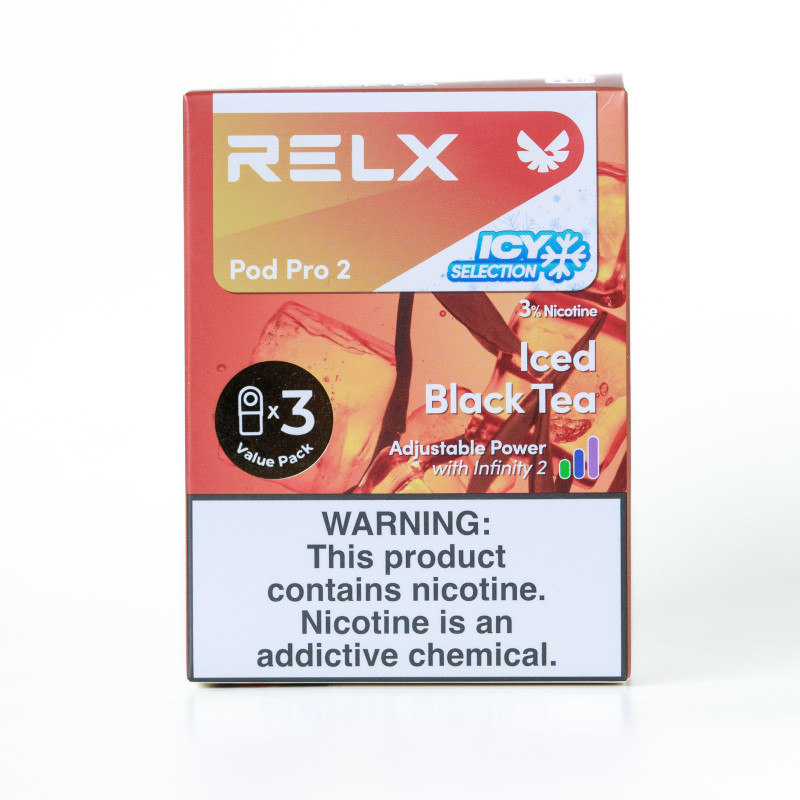 RELX
Pod Pro 2
ICY
SELECTION
3% Nicotine
Iced
Black Tea
x3
Value Pack
Adjustable Power
with Infinity 2
WARNING:
This product
contains nicotine.
Nicotine is an
addictive chemical.